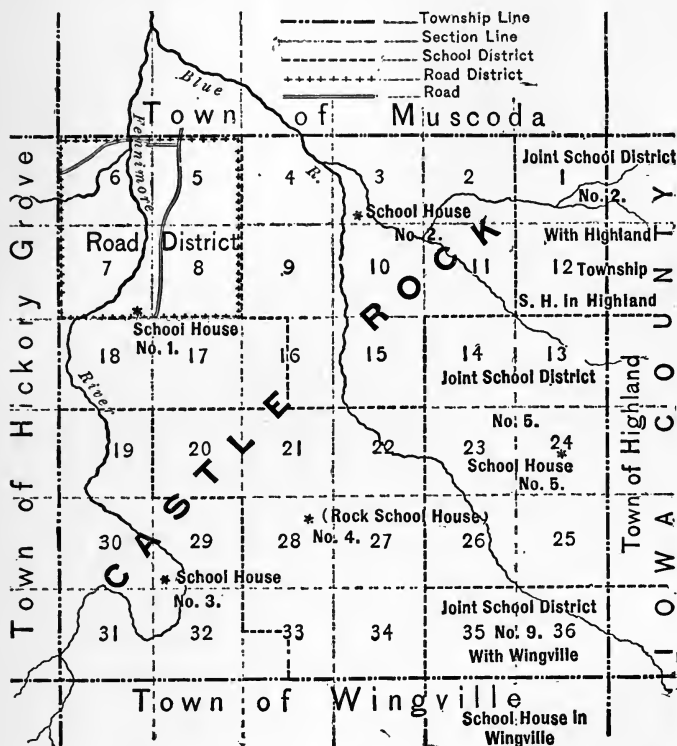 Township Line
Section Line
School District
Road District
Road
Blue
R.
Town of Muscoda
Town of Hickory Grove
Fennimore
River
6
5
4
3
2
1
Joint School District
No. 2.
With Highland
Township
S. H. In Highland
* School House
No. 2.
Road District
7
8
9
10
11
12
* School House
No. 1.
18
17
16
15
14
13
Joint School District
No. 5.
19
20
21
22
23
24
School House *
No. 5.
CASTLE ROCK
30
29
28
27
26
25
* (Rock School House)
No. 4.
* School House
No. 3.
31
32
33
34
35
36
Joint School District
No. 9.
With Wingville
Town of Highland
IOWA COUNTY
Town of Wingville
School House In
Wingville